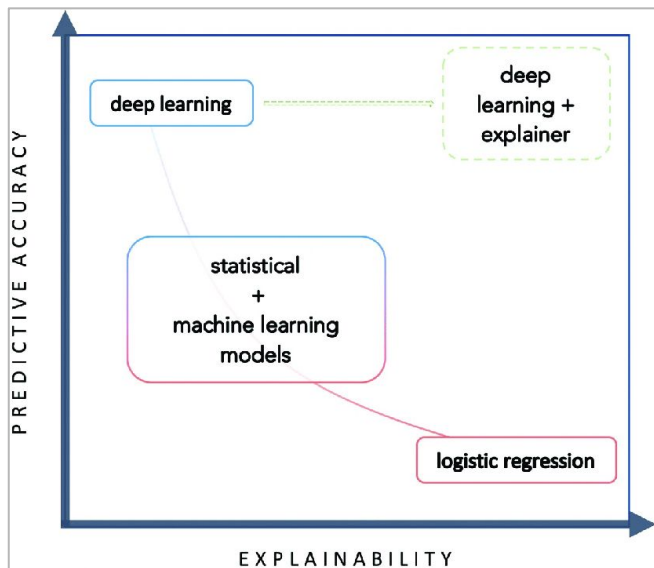 PREDICTIVE ACCURACY
deep learning
deep
learning +
explainer
statistical
+
machine learning
models
logistic regression
EXPLAINABILITY